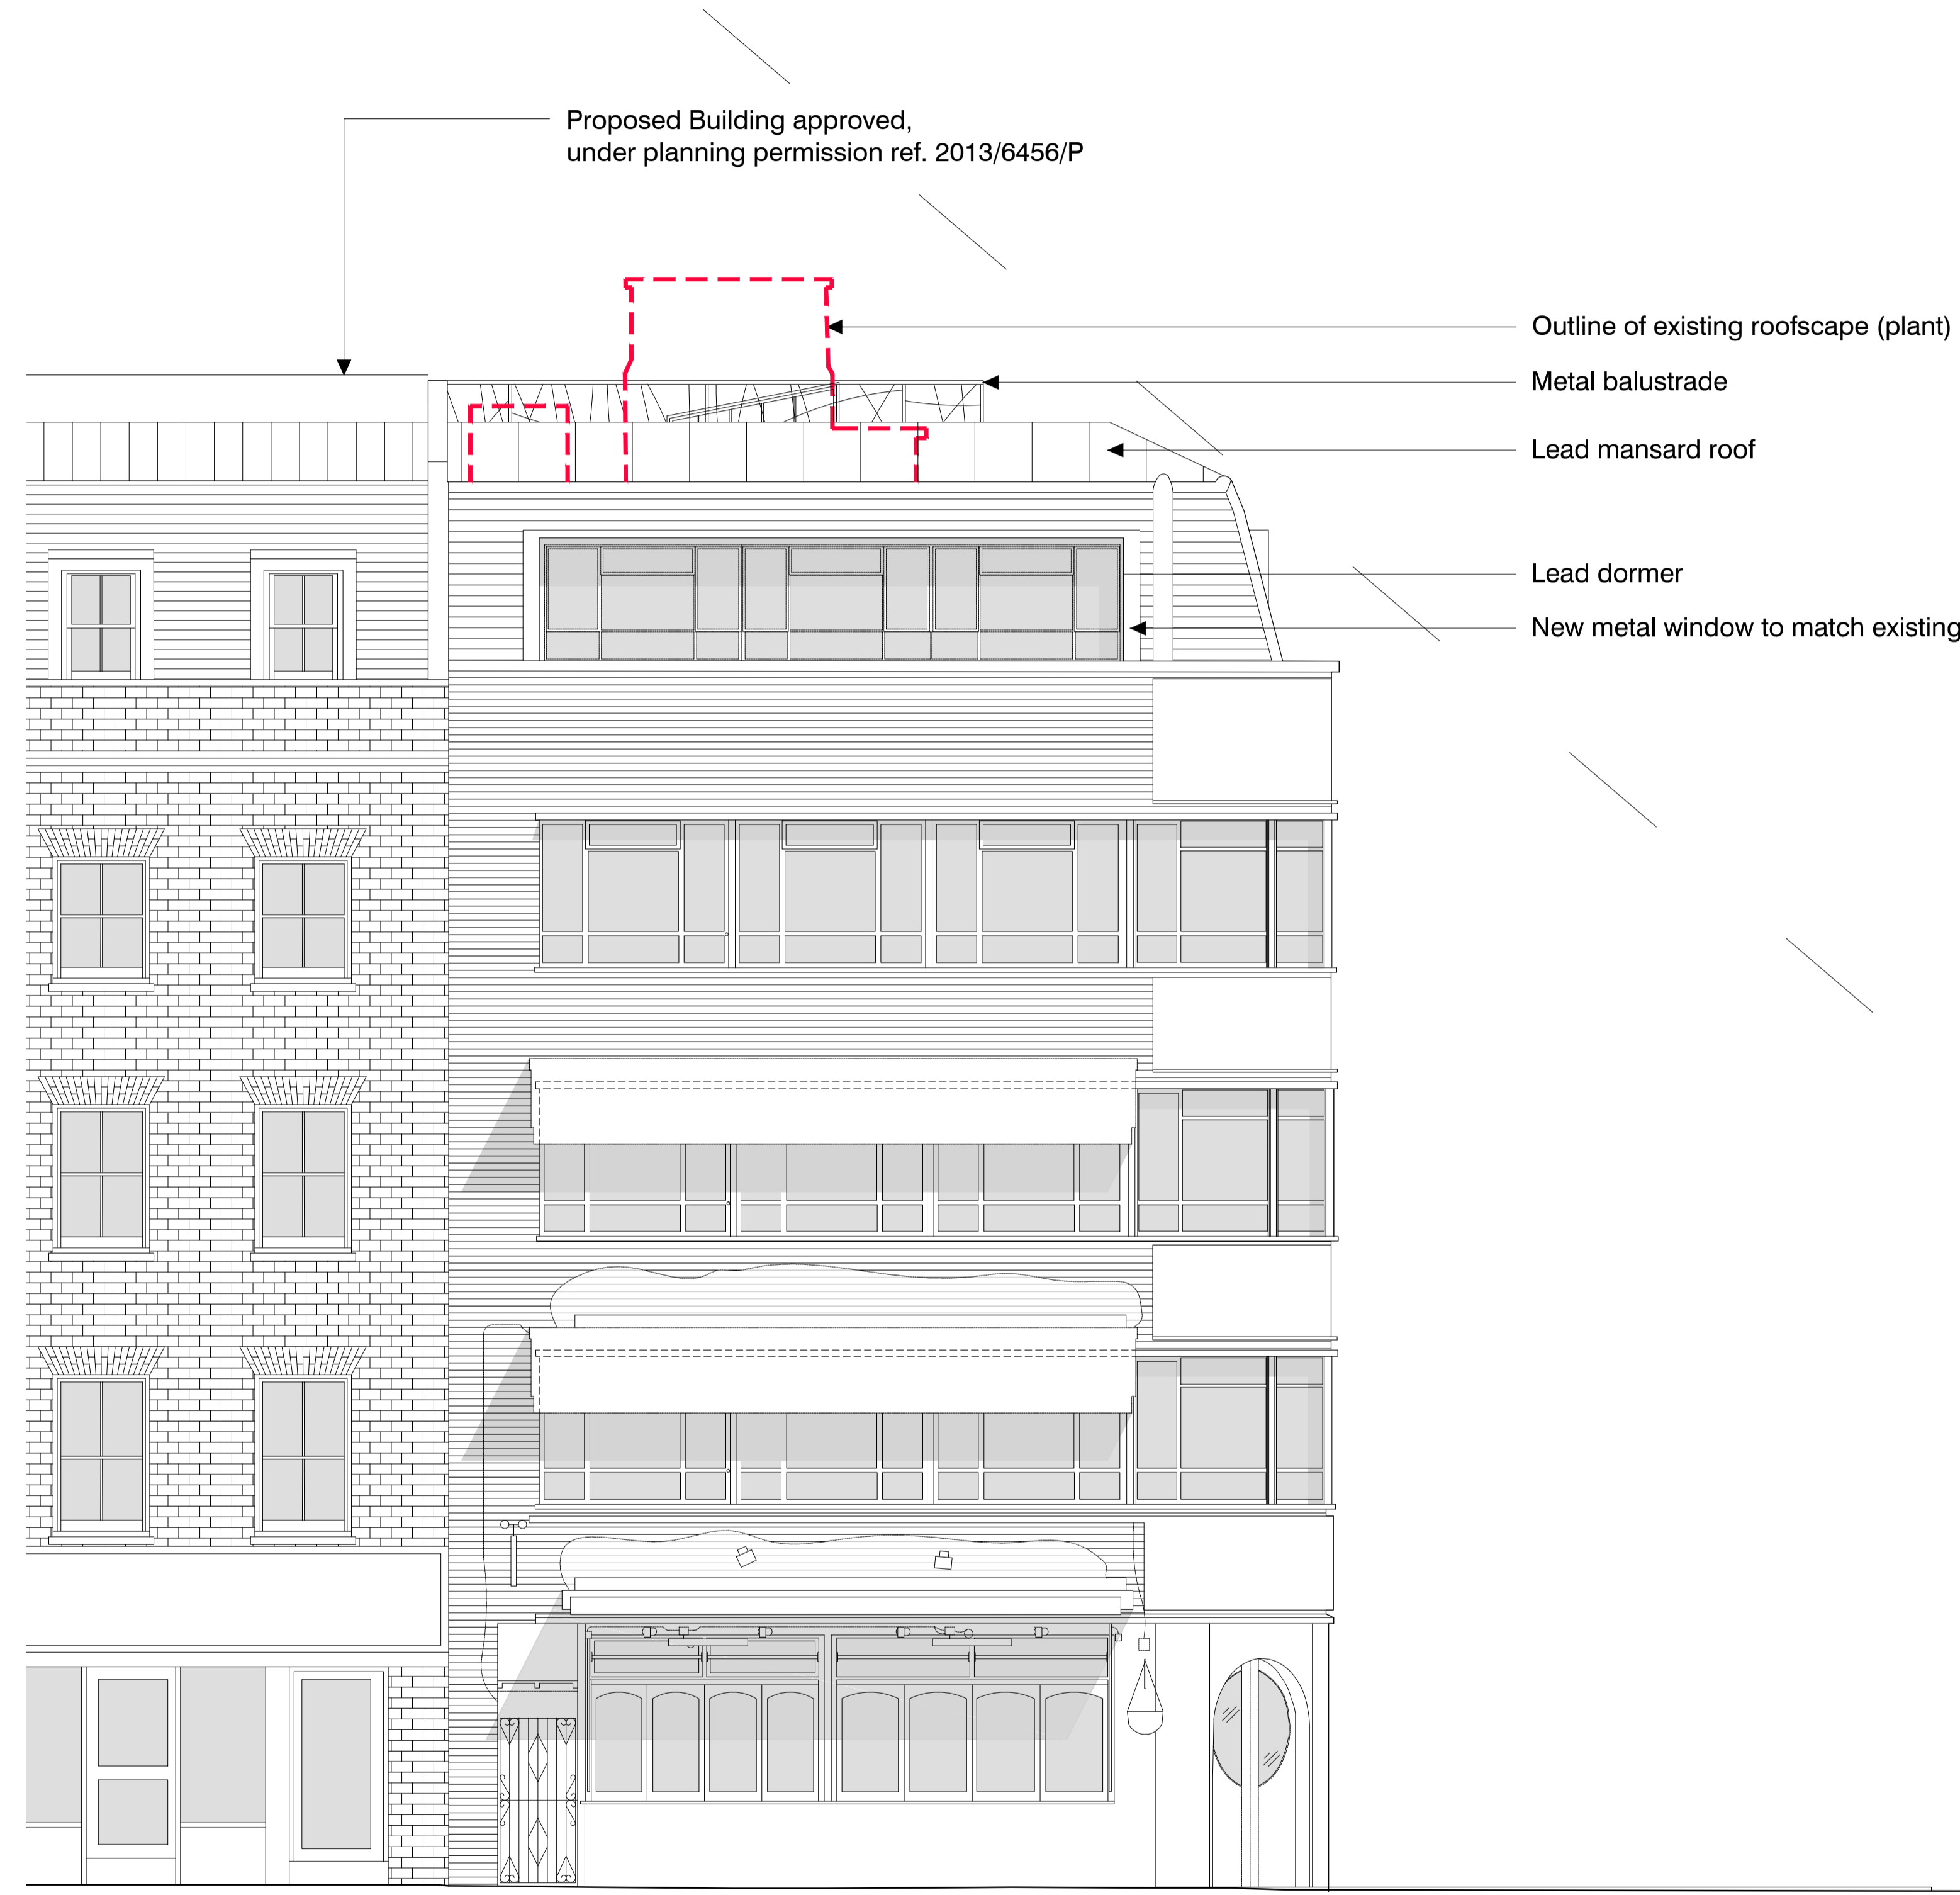 Proposed Building approved,
under planning permission ref. 2013/6456/P
Outline of existing roofscape (plant)
Metal balustrade
Lead mansard roof
Lead dormer
New metal window to match existing